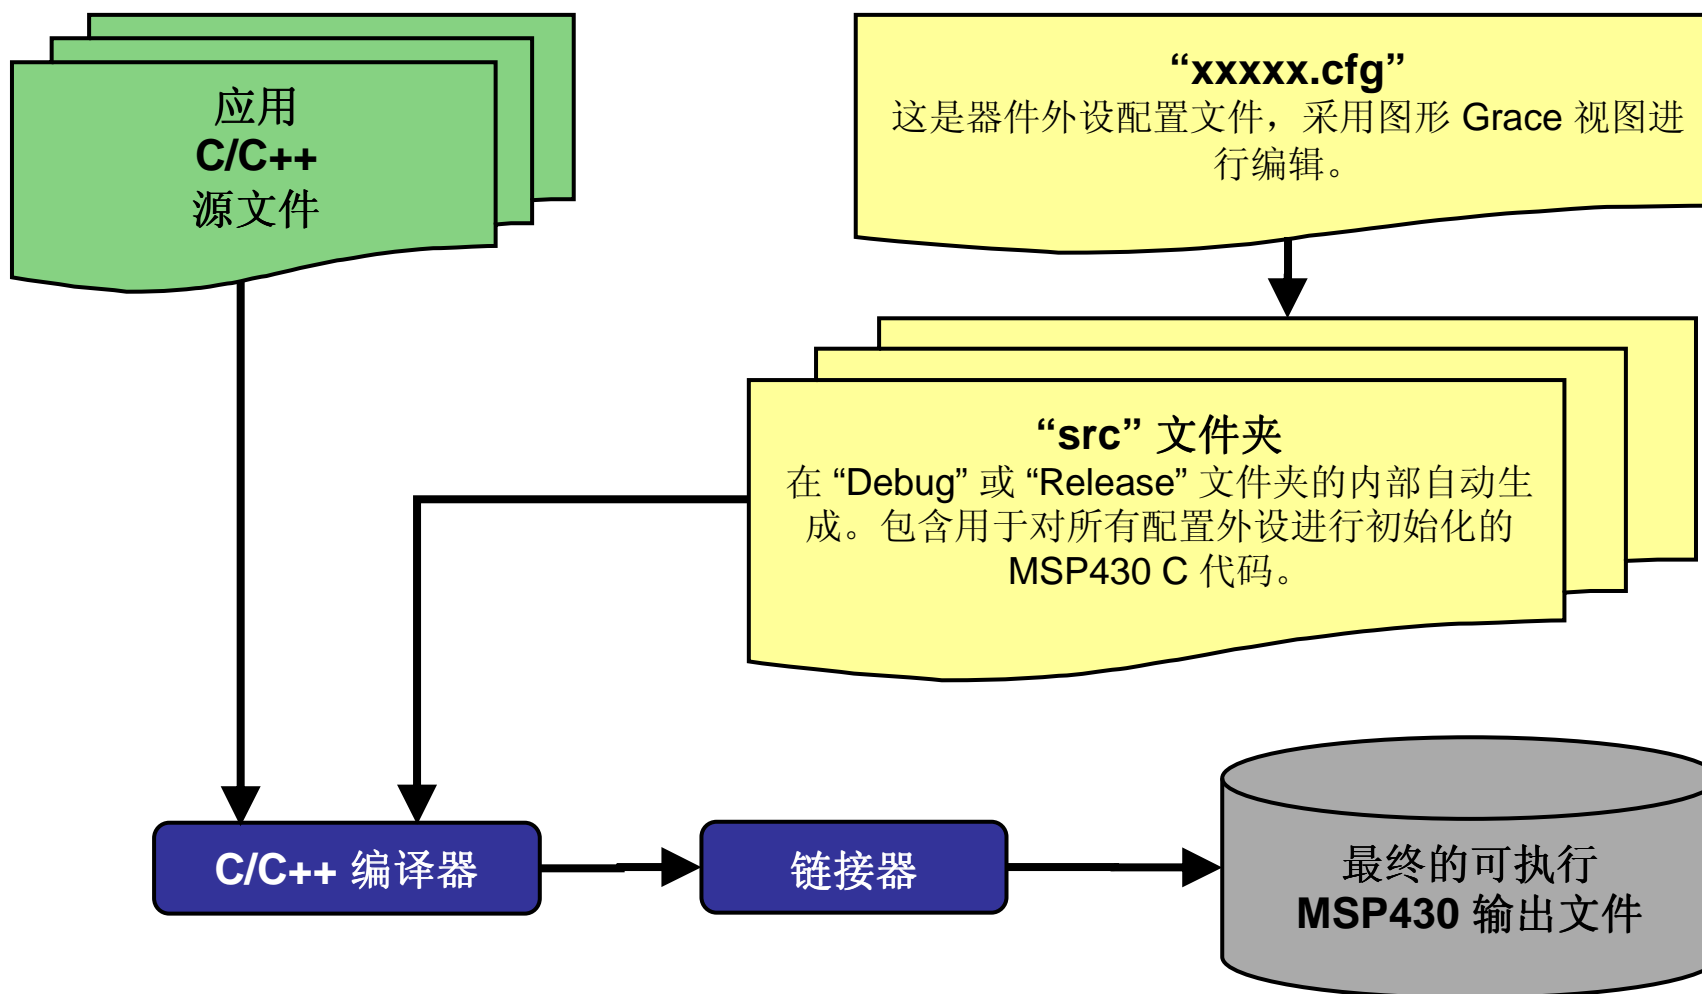 应用
C/C++
源文件
“xxxxx.cfg”
这是器件外设配置文件，采用图形 Grace 视图进
行编辑。
“src” 文件夹
在 “Debug” 或 “Release” 文件夹的内部自动生
成。包含用于对所有配置外设进行初始化的
MSP430 C 代码。
C/C++ 编译器
链接器
最终的可执行
MSP430 输出文件